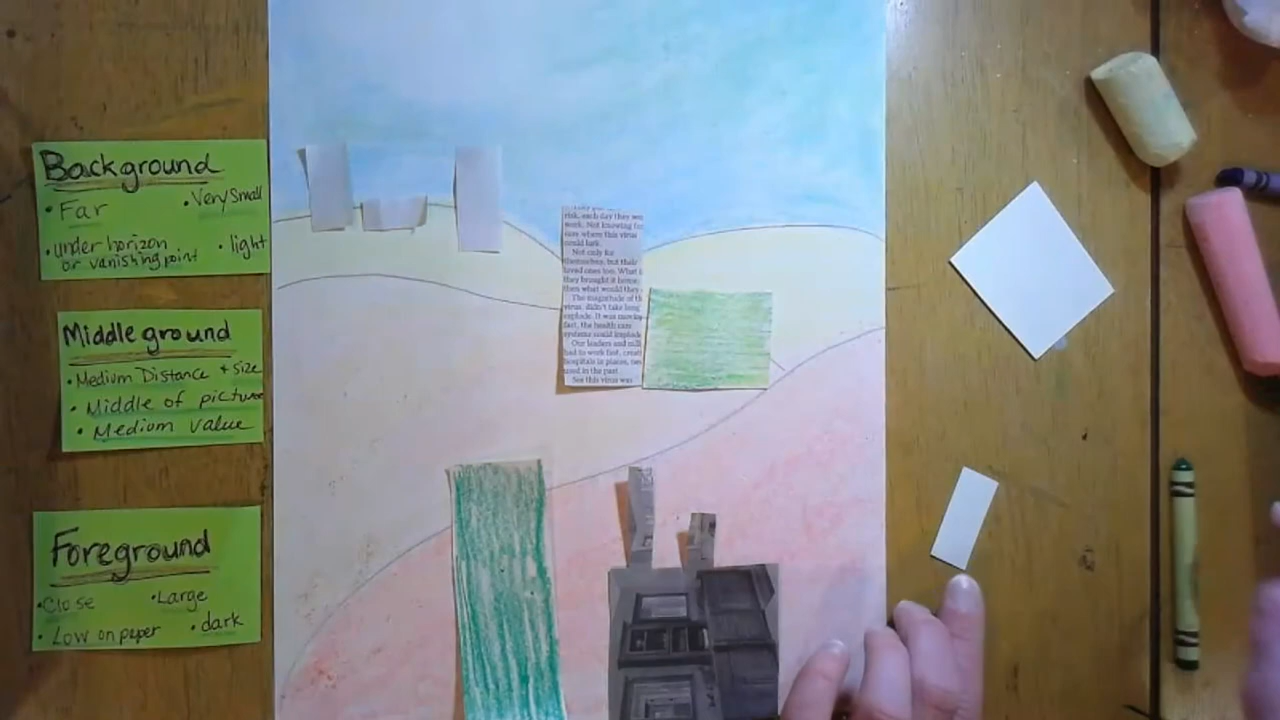 Background
• Far
• Very Small
• under horizon
or vanishing point
• light
Middle ground
• Medium Distance + Size
• Middle of picture
• Medium value
Foreground
• Close
• Large
• Low on paper
• dark
risk, each day they
work. Not knowing
where this virus
could lurk.
Not only for
themselves, but their
loved ones too. What
they brought it home,
then what would they
The magnitude of
virus, didn't take long
explode. It was moving
fast, the health care
systems could implode
Our leaders and
had to work fast,
hospitals in places,
used in the past.
See this virus was